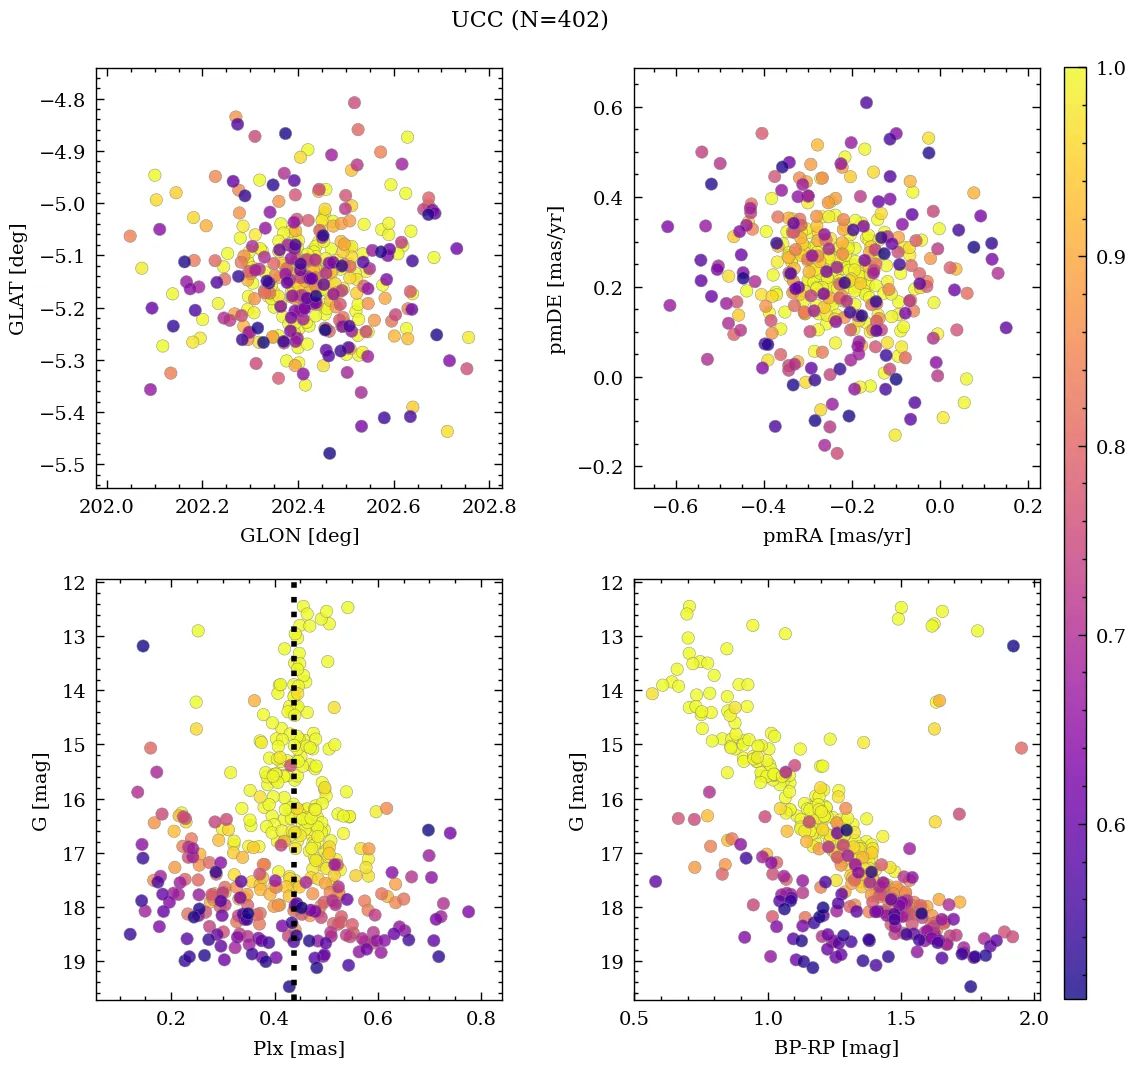 UCC (N=402)
−4.8
−4.9
−5.0
−5.1
−5.2
−5.3
−5.4
−5.5
GLAT [deg]
202.0 202.2 202.4 202.6 202.8
GLON [deg]
0.6
0.4
0.2
0.0
−0.2
pmDE [mas/yr]
−0.6 −0.4 −0.2 0.0 0.2
pmRA [mas/yr]
1.0
0.9
0.8
0.7
0.6
12
13
14
15
16
17
18
19
G [mag]
0.2 0.4 0.6 0.8
Plx [mas]
12
13
14
15
16
17
18
19
G [mag]
0.5 1.0 1.5 2.0
BP-RP [mag]